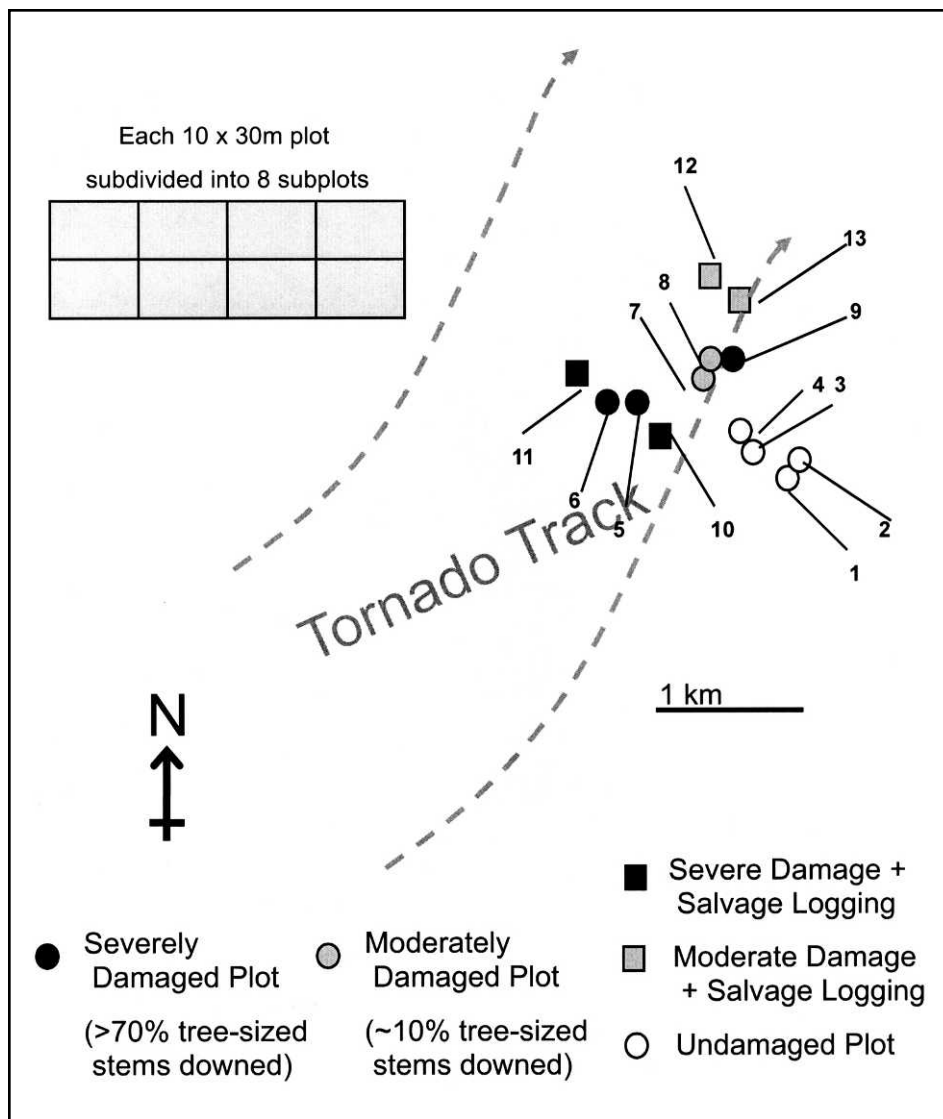 Each 10 x 30m plot
subdivided into 8 subplots
12
13
8
7
9
4 3
11
6
5
10
2
1
Tornado Track
N
1 km
Severe Damage +
Salvage Logging
Severely
Damaged Plot
(>70% tree-sized
stems downed)
Moderately
Damaged Plot
(~10% tree-sized
stems downed)
Moderate Damage
+ Salvage Logging
Undamaged Plot